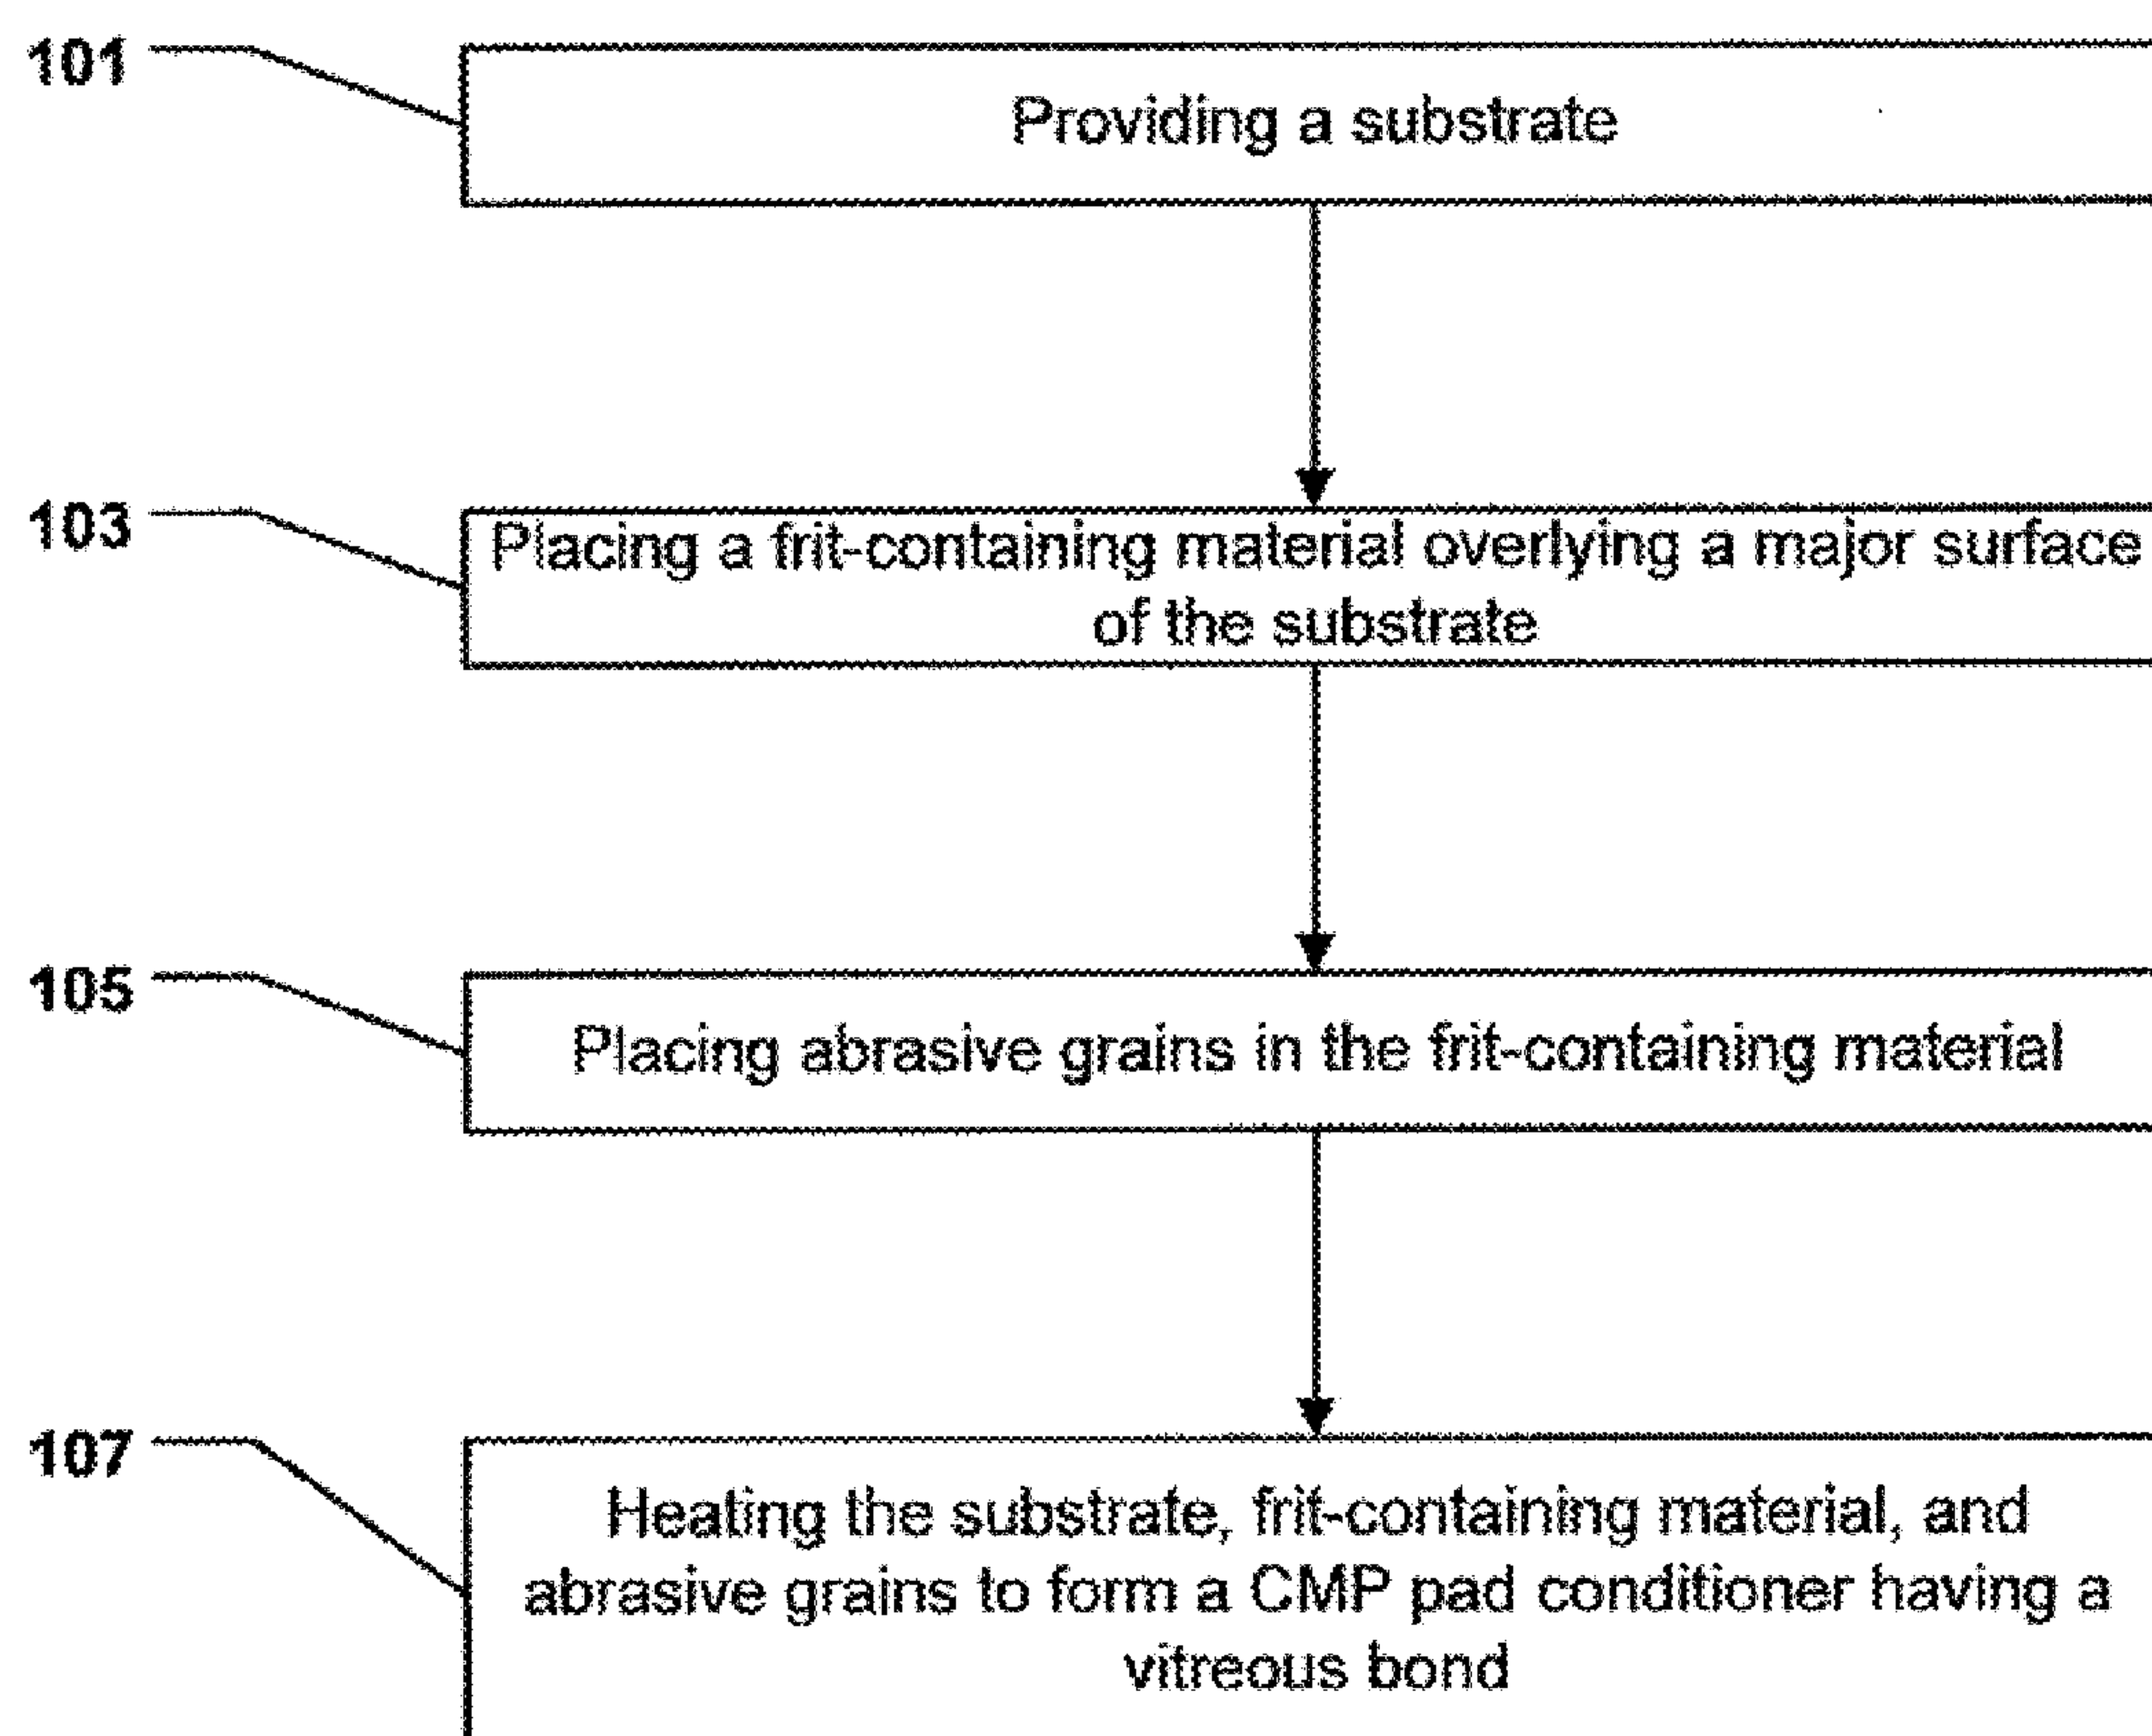 101
Providing a substrate
103
Placing a frit-containing material overlying a major surface
of the substrate
105
Placing abrasive grains in the frit-containing material
107
Heating the substrate, frit-containing material, and
abrasive grains to form a CMP pad conditioner having a
vitreous bond